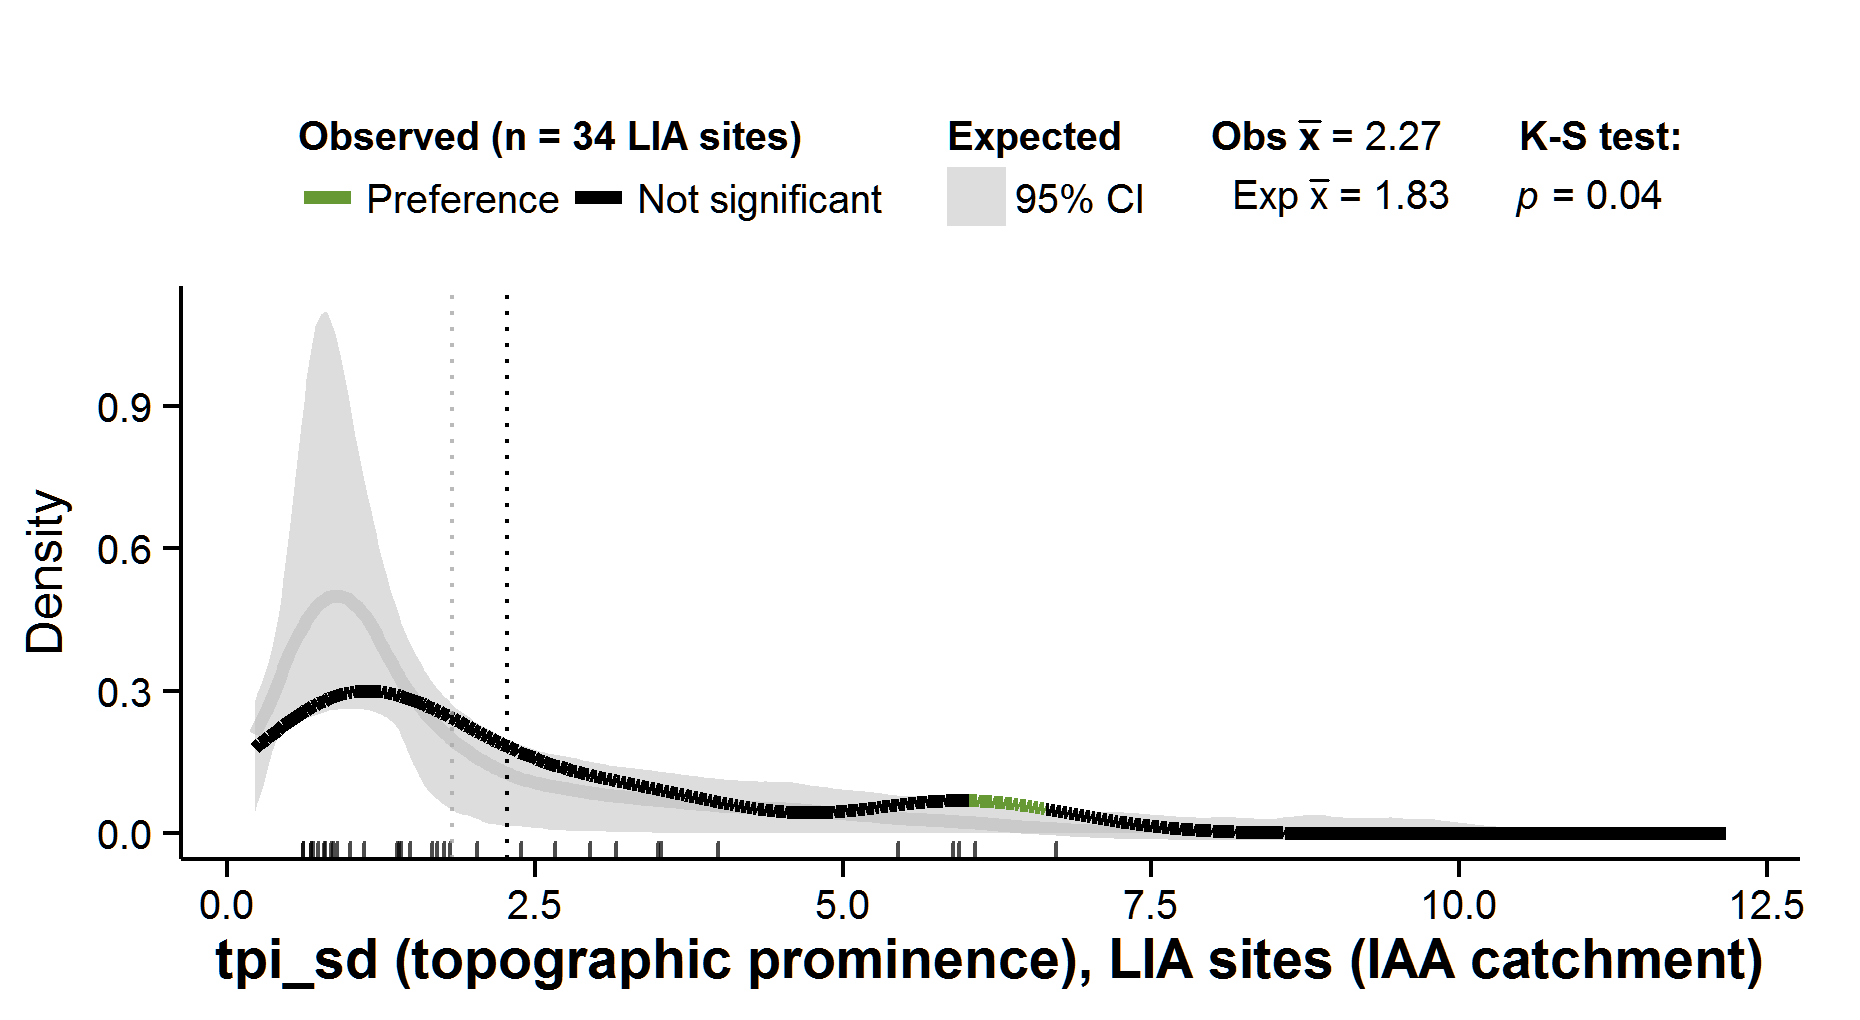 Observed (n = 34 LIA sites) Expected Obs x̅ = 2.27 K-S test:
Preference Not significant 95% CI Exp x̅ = 1.83 p = 0.04
Density
0.9
0.6
0.3
0.0
0.0 2.5 5.0 7.5 10.0 12.5
tpi_sd (topographic prominence), LIA sites (IAA catchment)